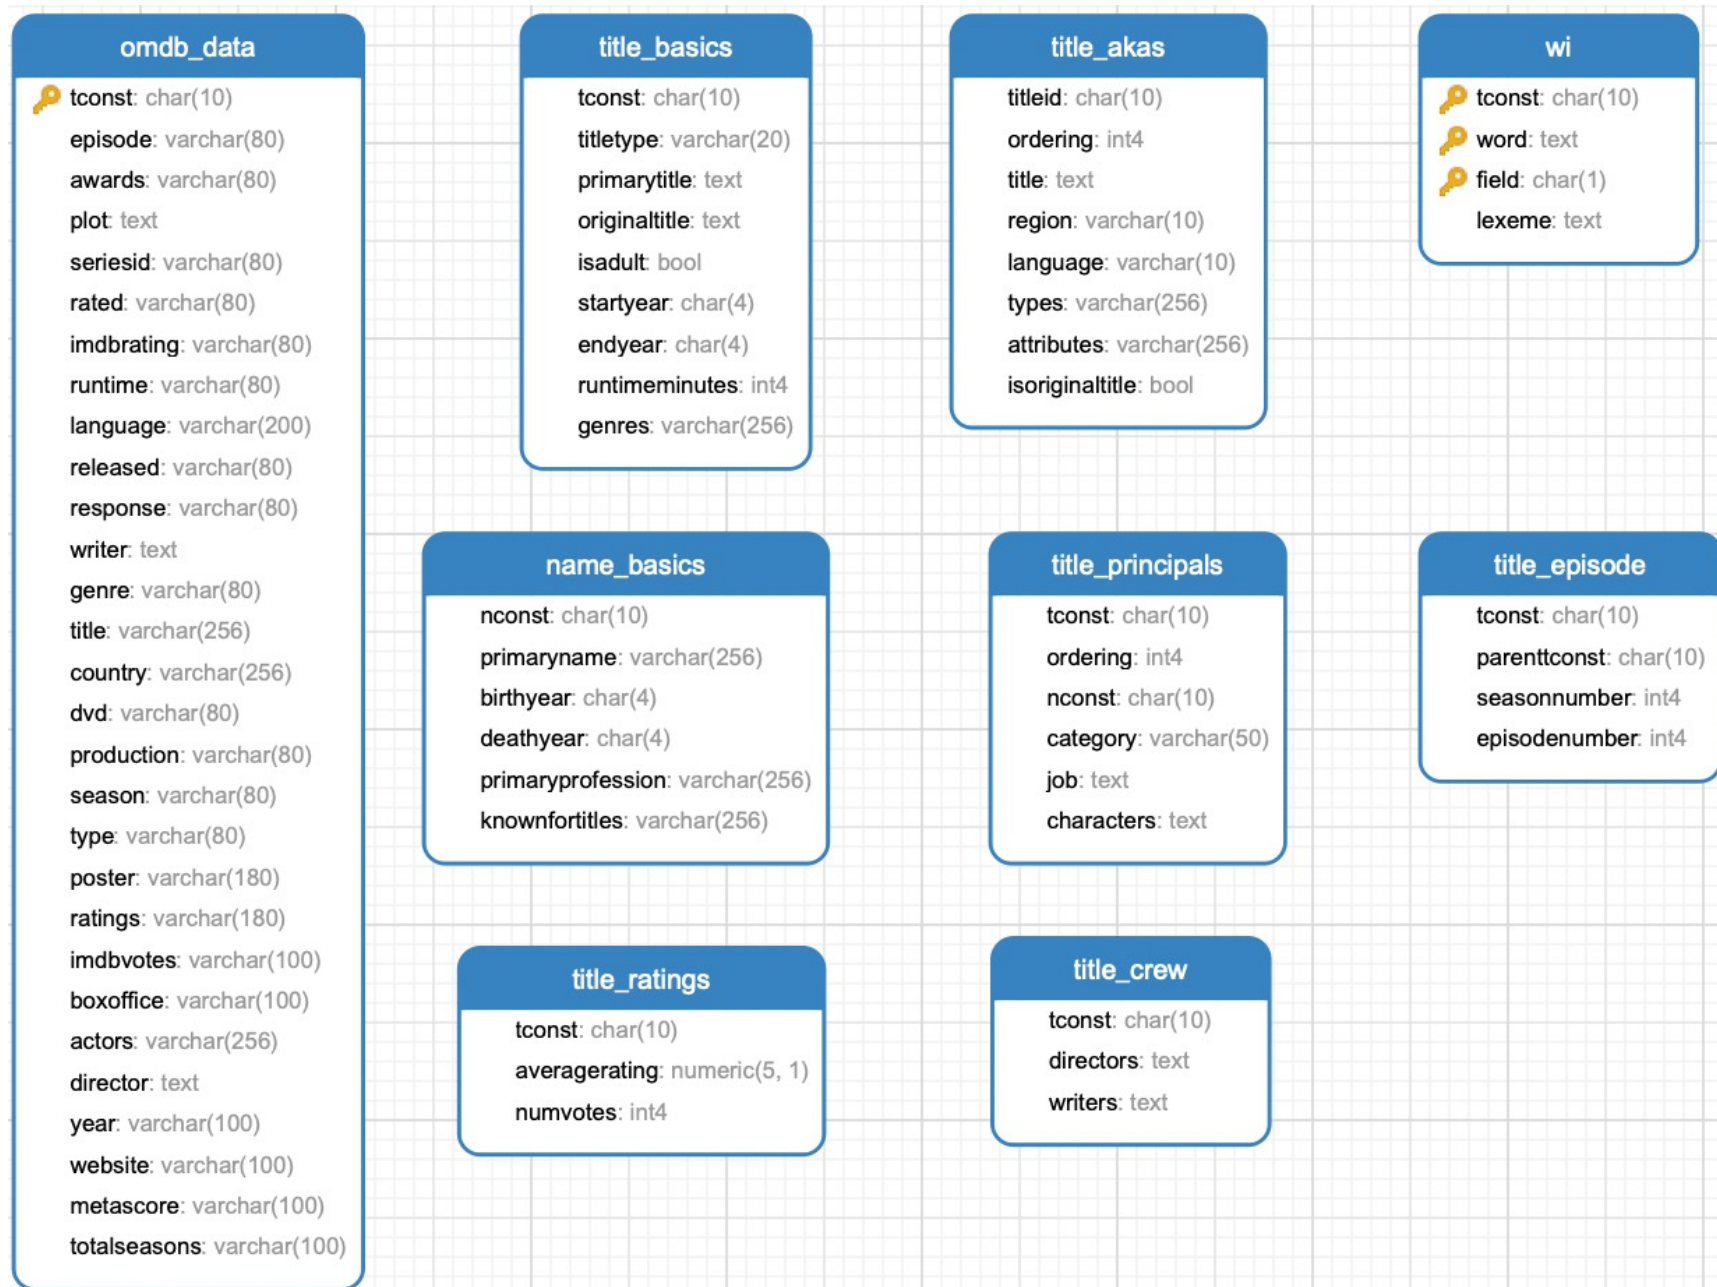 omdb_data
tconst: char(10)
episode: varchar(80)
awards: varchar(80)
plot: text
seriesid: varchar(80)
rated: varchar(80)
imdbrating: varchar(80)
runtime: varchar(80)
language: varchar(200)
released: varchar(80)
response: varchar(80)
writer: text
genre: varchar(80)
title: varchar(256)
country: varchar(256)
dvd: varchar(80)
production: varchar(80)
season: varchar(80)
type: varchar(80)
poster: varchar(180)
ratings: varchar(180)
imdbvotes: varchar(100)
boxoffice: varchar(100)
actors: varchar(256)
director: text
year: varchar(100)
website: varchar(100)
metascore: varchar(100)
totalseasons: varchar(100)
title_basics
tconst: char(10)
titletype: varchar(20)
primarytitle: text
originaltitle: text
isadult: bool
startyear: char(4)
endyear: char(4)
runtimeminutes: int4
genres: varchar(256)
title_akas
titleid: char(10)
ordering: int4
title: text
region: varchar(10)
language: varchar(10)
types: varchar(256)
attributes: varchar(256)
isoriginaltitle: bool
wi
tconst: char(10)
word: text
field: char(1)
lexeme: text
name_basics
nconst: char(10)
primaryname: varchar(256)
birthyear: char(4)
deathyear: char(4)
primaryprofession: varchar(256)
knownfortitles: varchar(256)
title_principals
tconst: char(10)
ordering: int4
nconst: char(10)
category: varchar(50)
job: text
characters: text
title_episode
tconst: char(10)
parenttconst: char(10)
seasonnumber: int4
episodenumber: int4
title_ratings
tconst: char(10)
averagerating: numeric(5, 1)
numvotes: int4
title_crew
tconst: char(10)
directors: text
writers: text